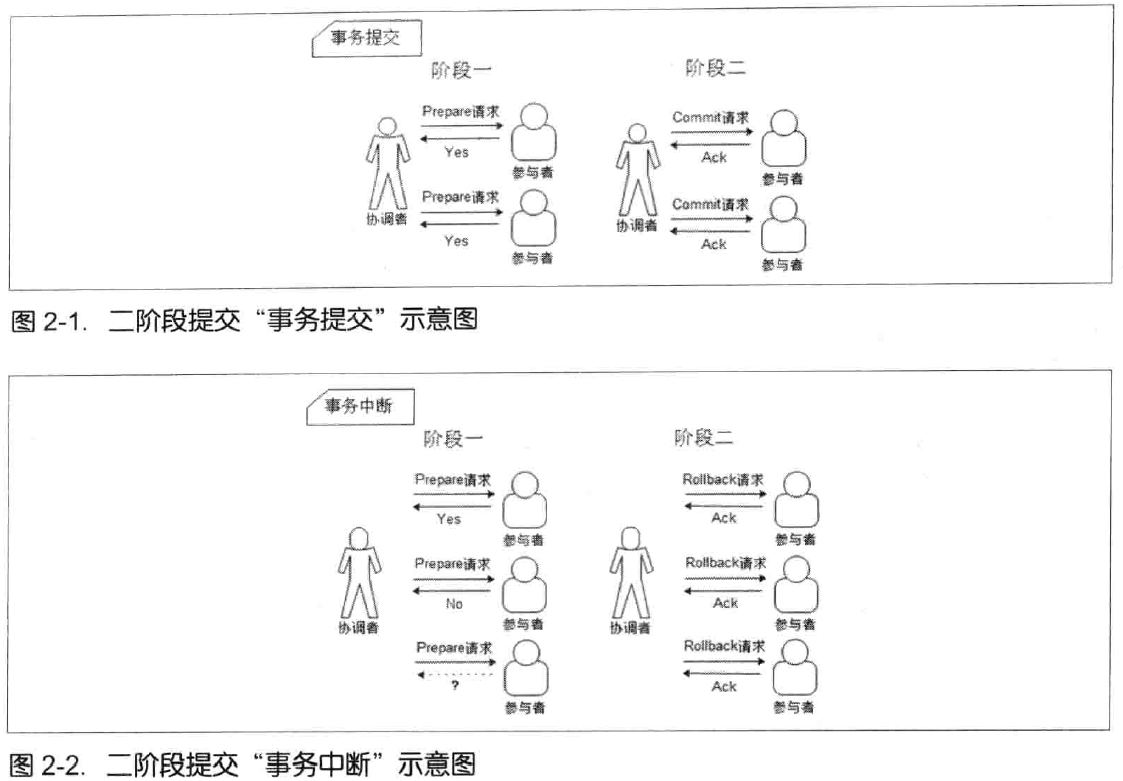 事务提交
阶段一
阶段二
Prepare请求
Yes
参与者
Prepare请求
Yes
参与者
协调者
Commit请求
Ack
参与者
Commit请求
Ack
参与者
协调者
图 2-1. 二阶段提交“事务提交”示意图
事务中断
阶段一
阶段二
Prepare请求
Yes
参与者
Prepare请求
No
参与者
Prepare请求
?
参与者
协调者
Rollback请求
Ack
参与者
Rollback请求
Ack
参与者
Rollback请求
Ack
参与者
协调者
图 2-2. 二阶段提交“事务中断”示意图